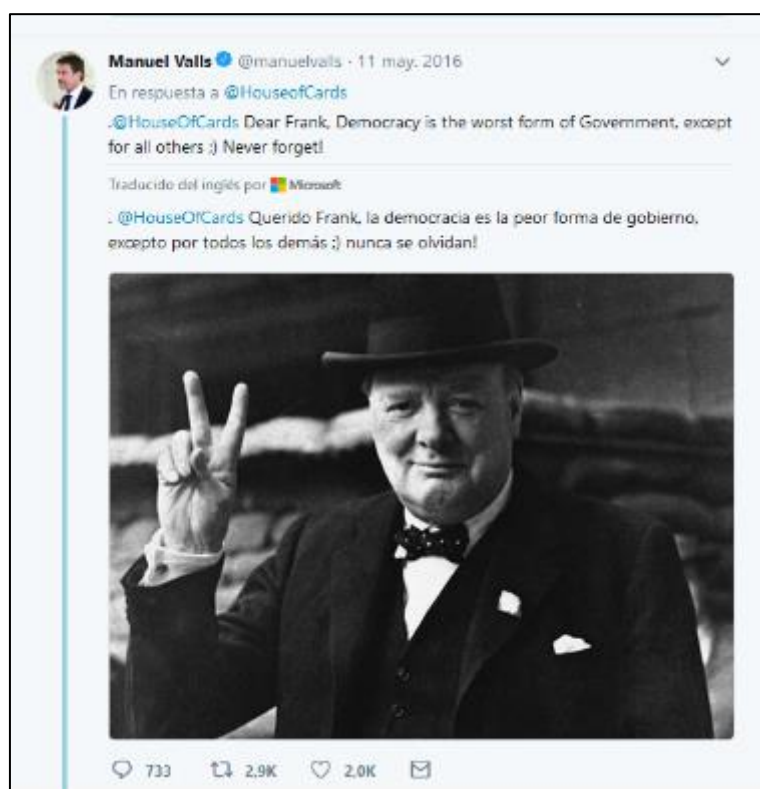 Manuel Valls @manuelvalls · 11 may. 2016
En respuesta a @HouseofCards
.@HouseOfCards Dear Frank, Democracy is the worst form of Government, except
for all others ;) Never forget!
Traducido del inglés por Microsoft
. @HouseOfCards Querido Frank, la democracia es la peor forma de gobierno,
excepto por todos los demás ;) nunca se olvidan!
733 2,9K 2,0K